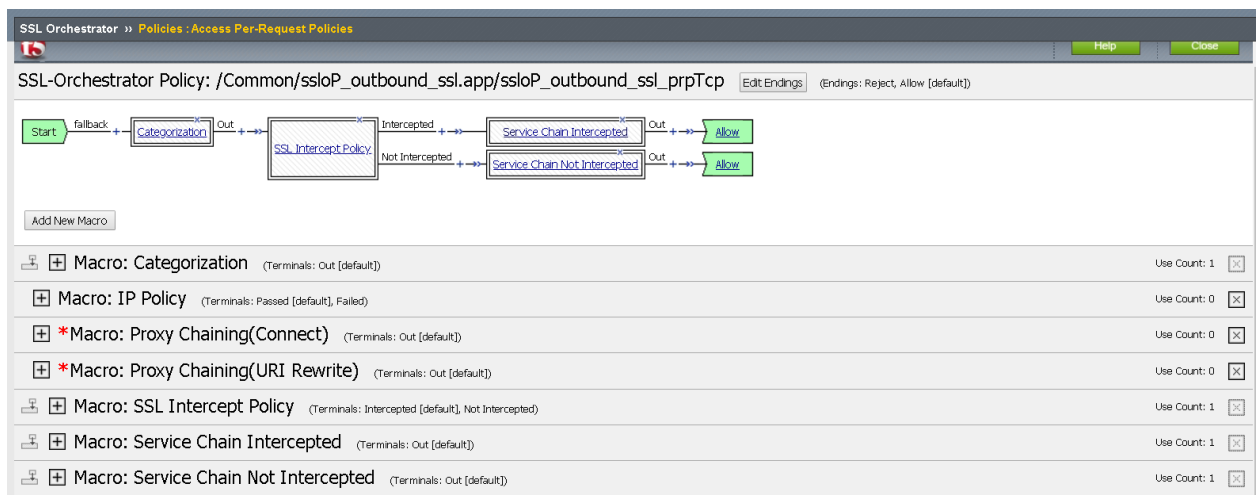 SSL Orchestrator ›› Policies : Access Per-Request Policies
f5 Help Close
SSL-Orchestrator Policy: /Common/ssloP_outbound_ssl.app/ssloP_outbound_ssl_prpTcp Edit Endings (Endings: Reject, Allow [default])
Start fallback + Categorization Out + SSL Intercept Policy Intercepted + Service Chain Intercepted Out + Allow
Not Intercepted + Service Chain Not Intercepted Out + Allow
Add New Macro
+ Macro: Categorization (Terminals: Out [default]) Use Count: 1
+ Macro: IP Policy (Terminals: Passed [default], Failed) Use Count: 0
+ *Macro: Proxy Chaining(Connect) (Terminals: Out [default]) Use Count: 0
+ *Macro: Proxy Chaining(URI Rewrite) (Terminals: Out [default]) Use Count: 0
+ Macro: SSL Intercept Policy (Terminals: Intercepted [default], Not Intercepted) Use Count: 1
+ Macro: Service Chain Intercepted (Terminals: Out [default]) Use Count: 1
+ Macro: Service Chain Not Intercepted (Terminals: Out [default]) Use Count: 1